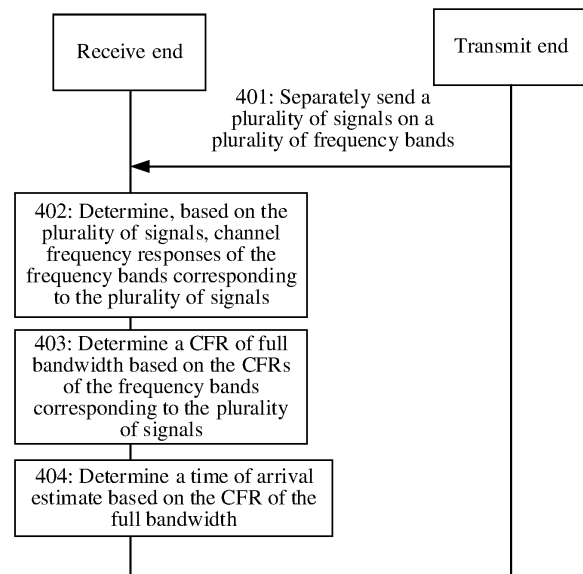 Receive end
Transmit end
401: Separately send a
plurality of signals on a
plurality of frequency bands
402: Determine, based on the
plurality of signals, channel
frequency responses of the
frequency bands corresponding
to the plurality of signals
403: Determine a CFR of full
bandwidth based on the CFRs
of the frequency bands
corresponding to the plurality
of signals
404: Determine a time of arrival
estimate based on the CFR of the
full bandwidth